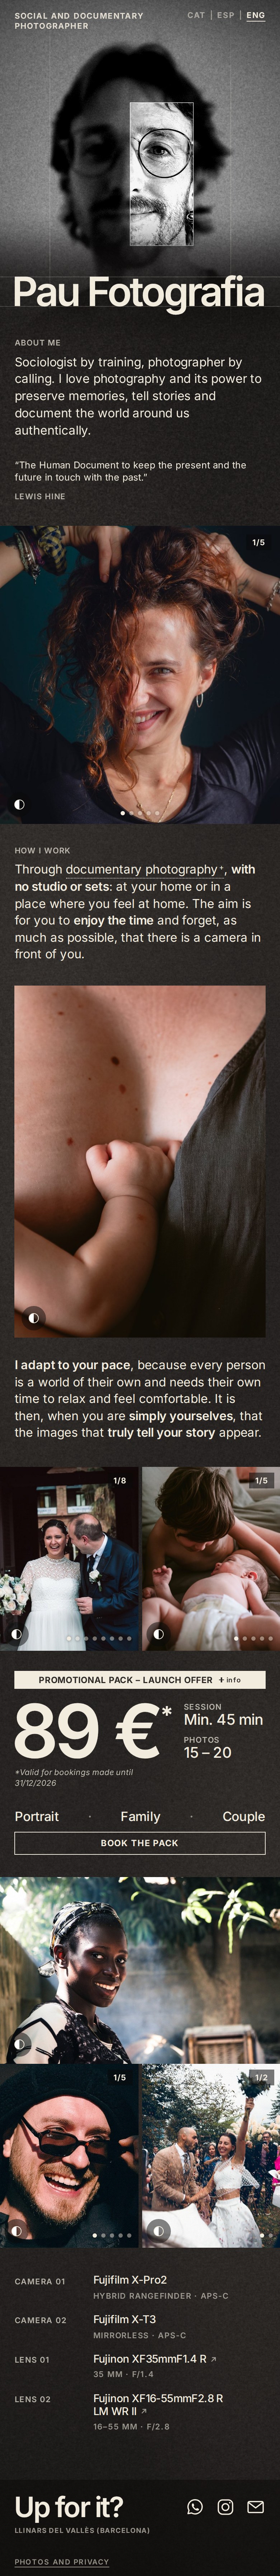 SOCIAL AND DOCUMENTARY
PHOTOGRAPHER
CAT | ESP | ENG
Pau Fotografia
ABOUT ME
Sociologist by training, photographer by
calling. I love photography and its power to
preserve memories, tell stories and
document the world around us
authentically.
"The Human Document to keep the present and the
future in touch with the past."
LEWIS HINE
1/5
HOW I WORK
Through documentary photography+, with
no studio or sets: at your home or in a
place where you feel at home. The aim is
for you to enjoy the time and forget, as
much as possible, that there is a camera in
front of you.
I adapt to your pace, because every person
is a world of their own and needs their own
time to relax and feel comfortable. It is
then, when you are simply yourselves, that
the images that truly tell your story appear.
1/8
1/5
PROMOTIONAL PACK – LAUNCH OFFER + info
89 €*
*Valid for bookings made until
31/12/2026
SESSION
Min. 45 min
PHOTOS
15 – 20
Portrait · Family · Couple
BOOK THE PACK
1/5
1/2
CAMERA 01
Fujifilm X-Pro2
HYBRID RANGEFINDER · APS-C
CAMERA 02
Fujifilm X-T3
MIRRORLESS · APS-C
LENS 01
Fujinon XF35mmF1.4 R ↗
35 MM · F/1.4
LENS 02
Fujinon XF16-55mmF2.8 R
LM WR II ↗
16–55 MM · F/2.8
Up for it?
LLINARS DEL VALLÈS (BARCELONA)
PHOTOS AND PRIVACY